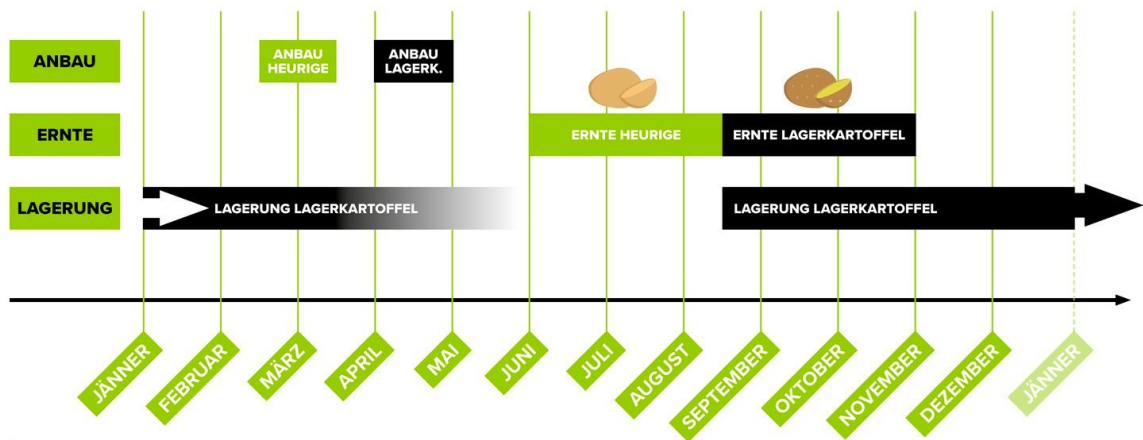 ANBAU
ANBAU
HEURIGE
ANBAU
LAGERK.
ERNTE
ERNTE HEURIGE
ERNTE LAGERKARTOFFEL
LAGERUNG
LAGERUNG LAGERKARTOFFEL
LAGERUNG LAGERKARTOFFEL
JÄNNER
FEBRUAR
MÄRZ
APRIL
MAI
JUNI
JULI
AUGUST
SEPTEMBER
OKTOBER
NOVEMBER
DEZEMBER
JÄNNER